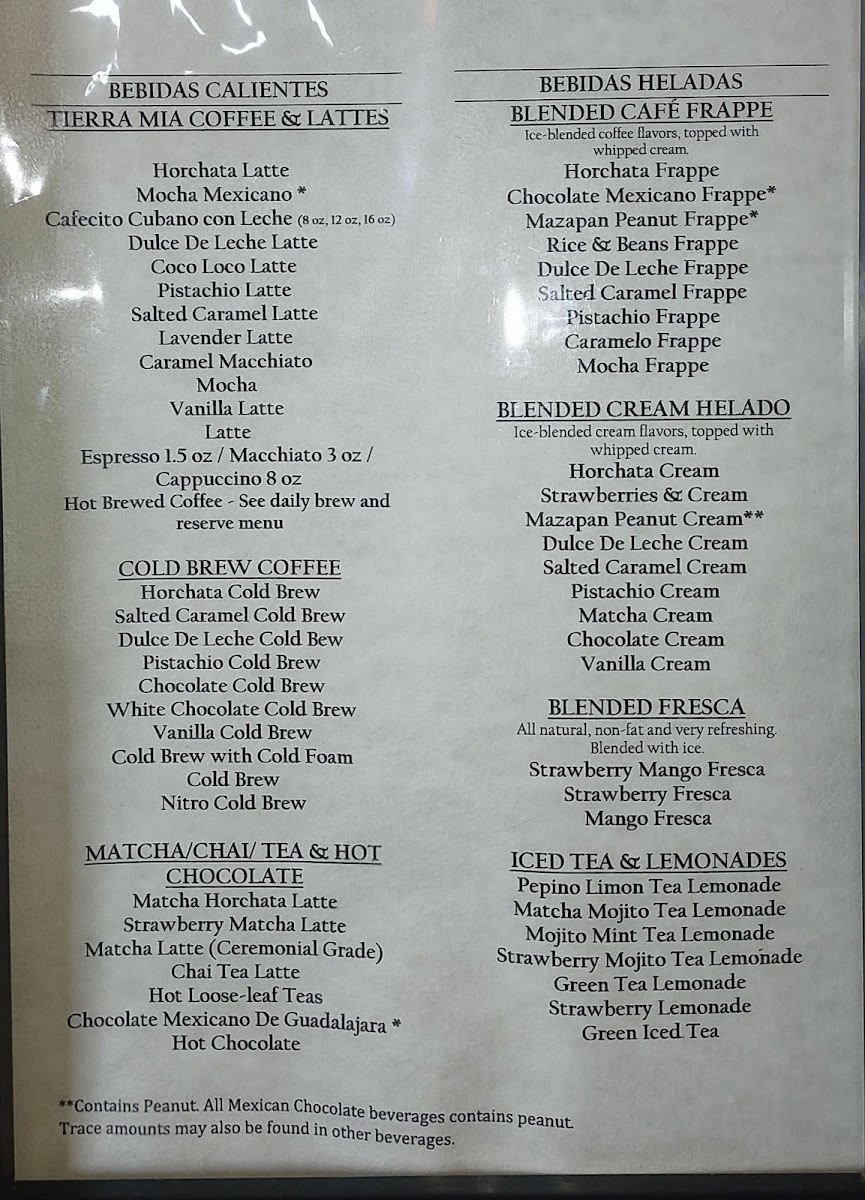 BEBIDAS CALIENTES
TIERRA MIA COFFEE & LATTES
Horchata Latte
Mocha Mexicano *
Cafecito Cubano con Leche (8 oz, 12 oz, 16 oz)
Dulce De Leche Latte
Coco Loco Latte
Pistachio Latte
Salted Caramel Latte
Lavender Latte
Caramel Macchiato
Mocha
Vanilla Latte
Latte
Espresso 1.5 oz / Macchiato 3 oz /
Cappuccino 8 oz
Hot Brewed Coffee - See daily brew and
reserve menu
COLD BREW COFFEE
Horchata Cold Brew
Salted Caramel Cold Brew
Dulce De Leche Cold Bew
Pistachio Cold Brew
Chocolate Cold Brew
White Chocolate Cold Brew
Vanilla Cold Brew
Cold Brew with Cold Foam
Cold Brew
Nitro Cold Brew
MATCHA/CHAI/ TEA & HOT
CHOCOLATE
Matcha Horchata Latte
Strawberry Matcha Latte
Matcha Latte (Ceremonial Grade)
Chai Tea Latte
Hot Loose-leaf Teas
Chocolate Mexicano De Guadalajara *
Hot Chocolate
BEBIDAS HELADAS
BLENDED CAFÉ FRAPPE
Ice-blended coffee flavors, topped with
whipped cream.
Horchata Frappe
Chocolate Mexicano Frappe*
Mazapan Peanut Frappe*
Rice & Beans Frappe
Dulce De Leche Frappe
Salted Caramel Frappe
Pistachio Frappe
Caramelo Frappe
Mocha Frappe
BLENDED CREAM HELADO
Ice-blended cream flavors, topped with
whipped cream.
Horchata Cream
Strawberries & Cream
Mazapan Peanut Cream**
Dulce De Leche Cream
Salted Caramel Cream
Pistachio Cream
Matcha Cream
Chocolate Cream
Vanilla Cream
BLENDED FRESCA
All natural, non-fat and very refreshing.
Blended with ice.
Strawberry Mango Fresca
Strawberry Fresca
Mango Fresca
ICED TEA & LEMONADES
Pepino Limon Tea Lemonade
Matcha Mojito Tea Lemonade
Mojito Mint Tea Lemonade
Strawberry Mojito Tea Lemonade
Green Tea Lemonade
Strawberry Lemonade
Green Iced Tea
**Contains Peanut. All Mexican Chocolate beverages contains peanut.
Trace amounts may also be found in other beverages.